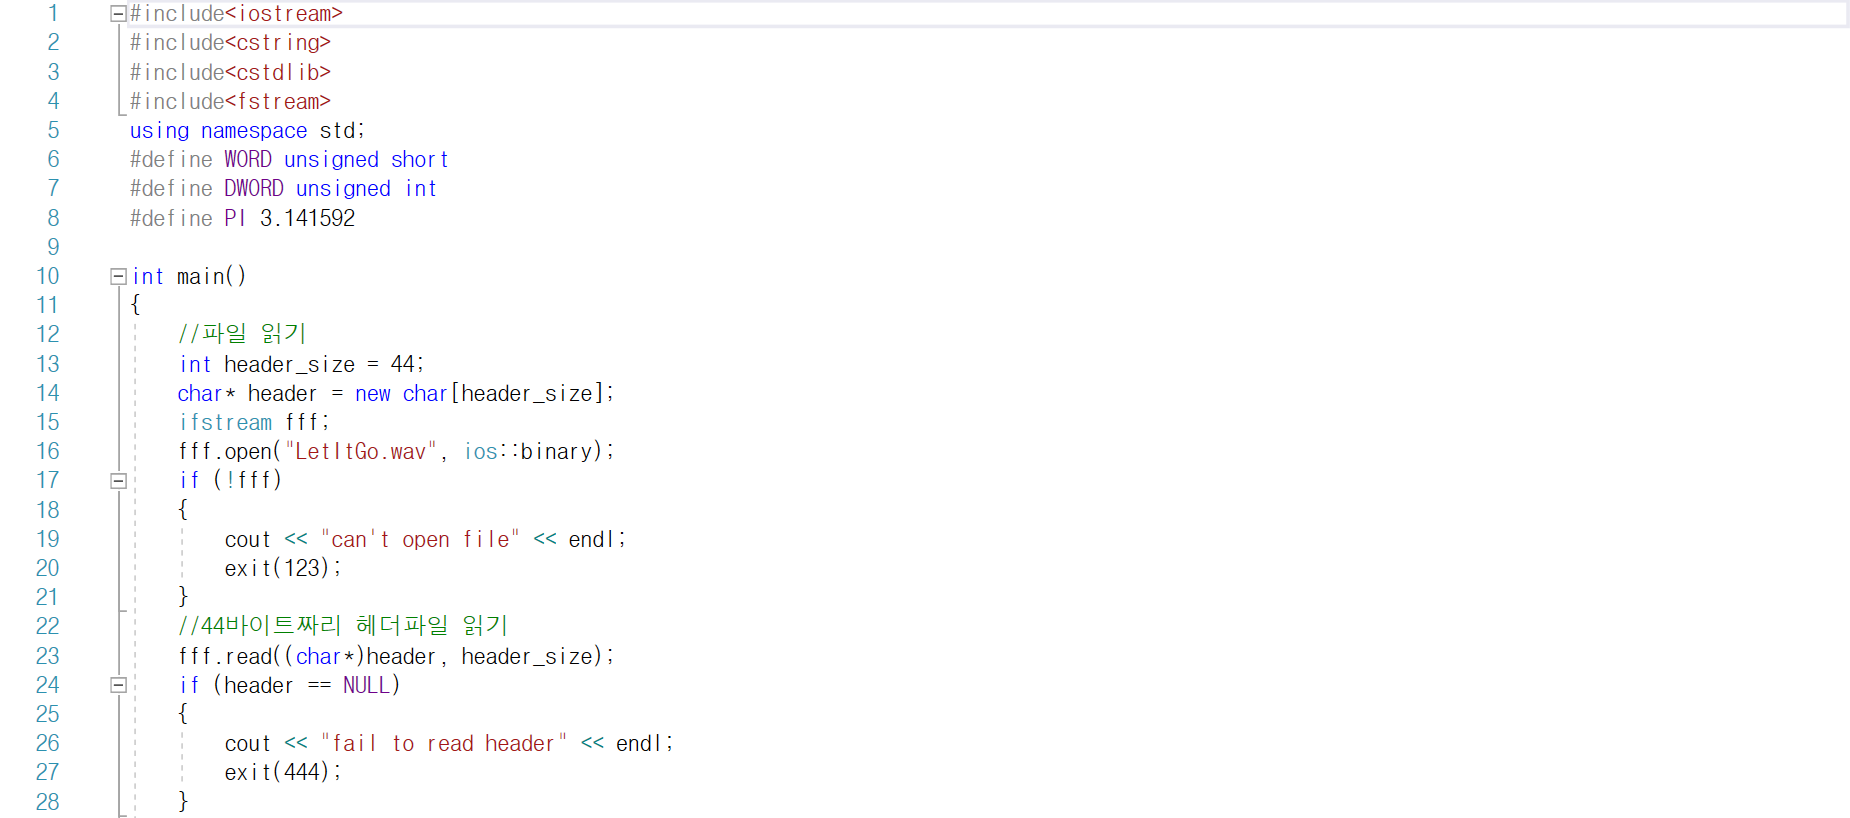 1 #include<iostream>
2 #include<cstring>
3 #include<cstdlib>
4 #include<fstream>
5 using namespace std;
6 #define WORD unsigned short
7 #define DWORD unsigned int
8 #define PI 3.141592
9
10 int main()
11 {
12 //파일 읽기
13 int header_size = 44;
14 char* header = new char[header_size];
15 ifstream fff;
16 fff.open("LetItGo.wav", ios::binary);
17 if (!fff)
18 {
19 cout << "can't open file" << endl;
20 exit(123);
21 }
22 //44바이트짜리 헤더파일 읽기
23 fff.read((char*)header, header_size);
24 if (header == NULL)
25 {
26 cout << "fail to read header" << endl;
27 exit(444);
28 }